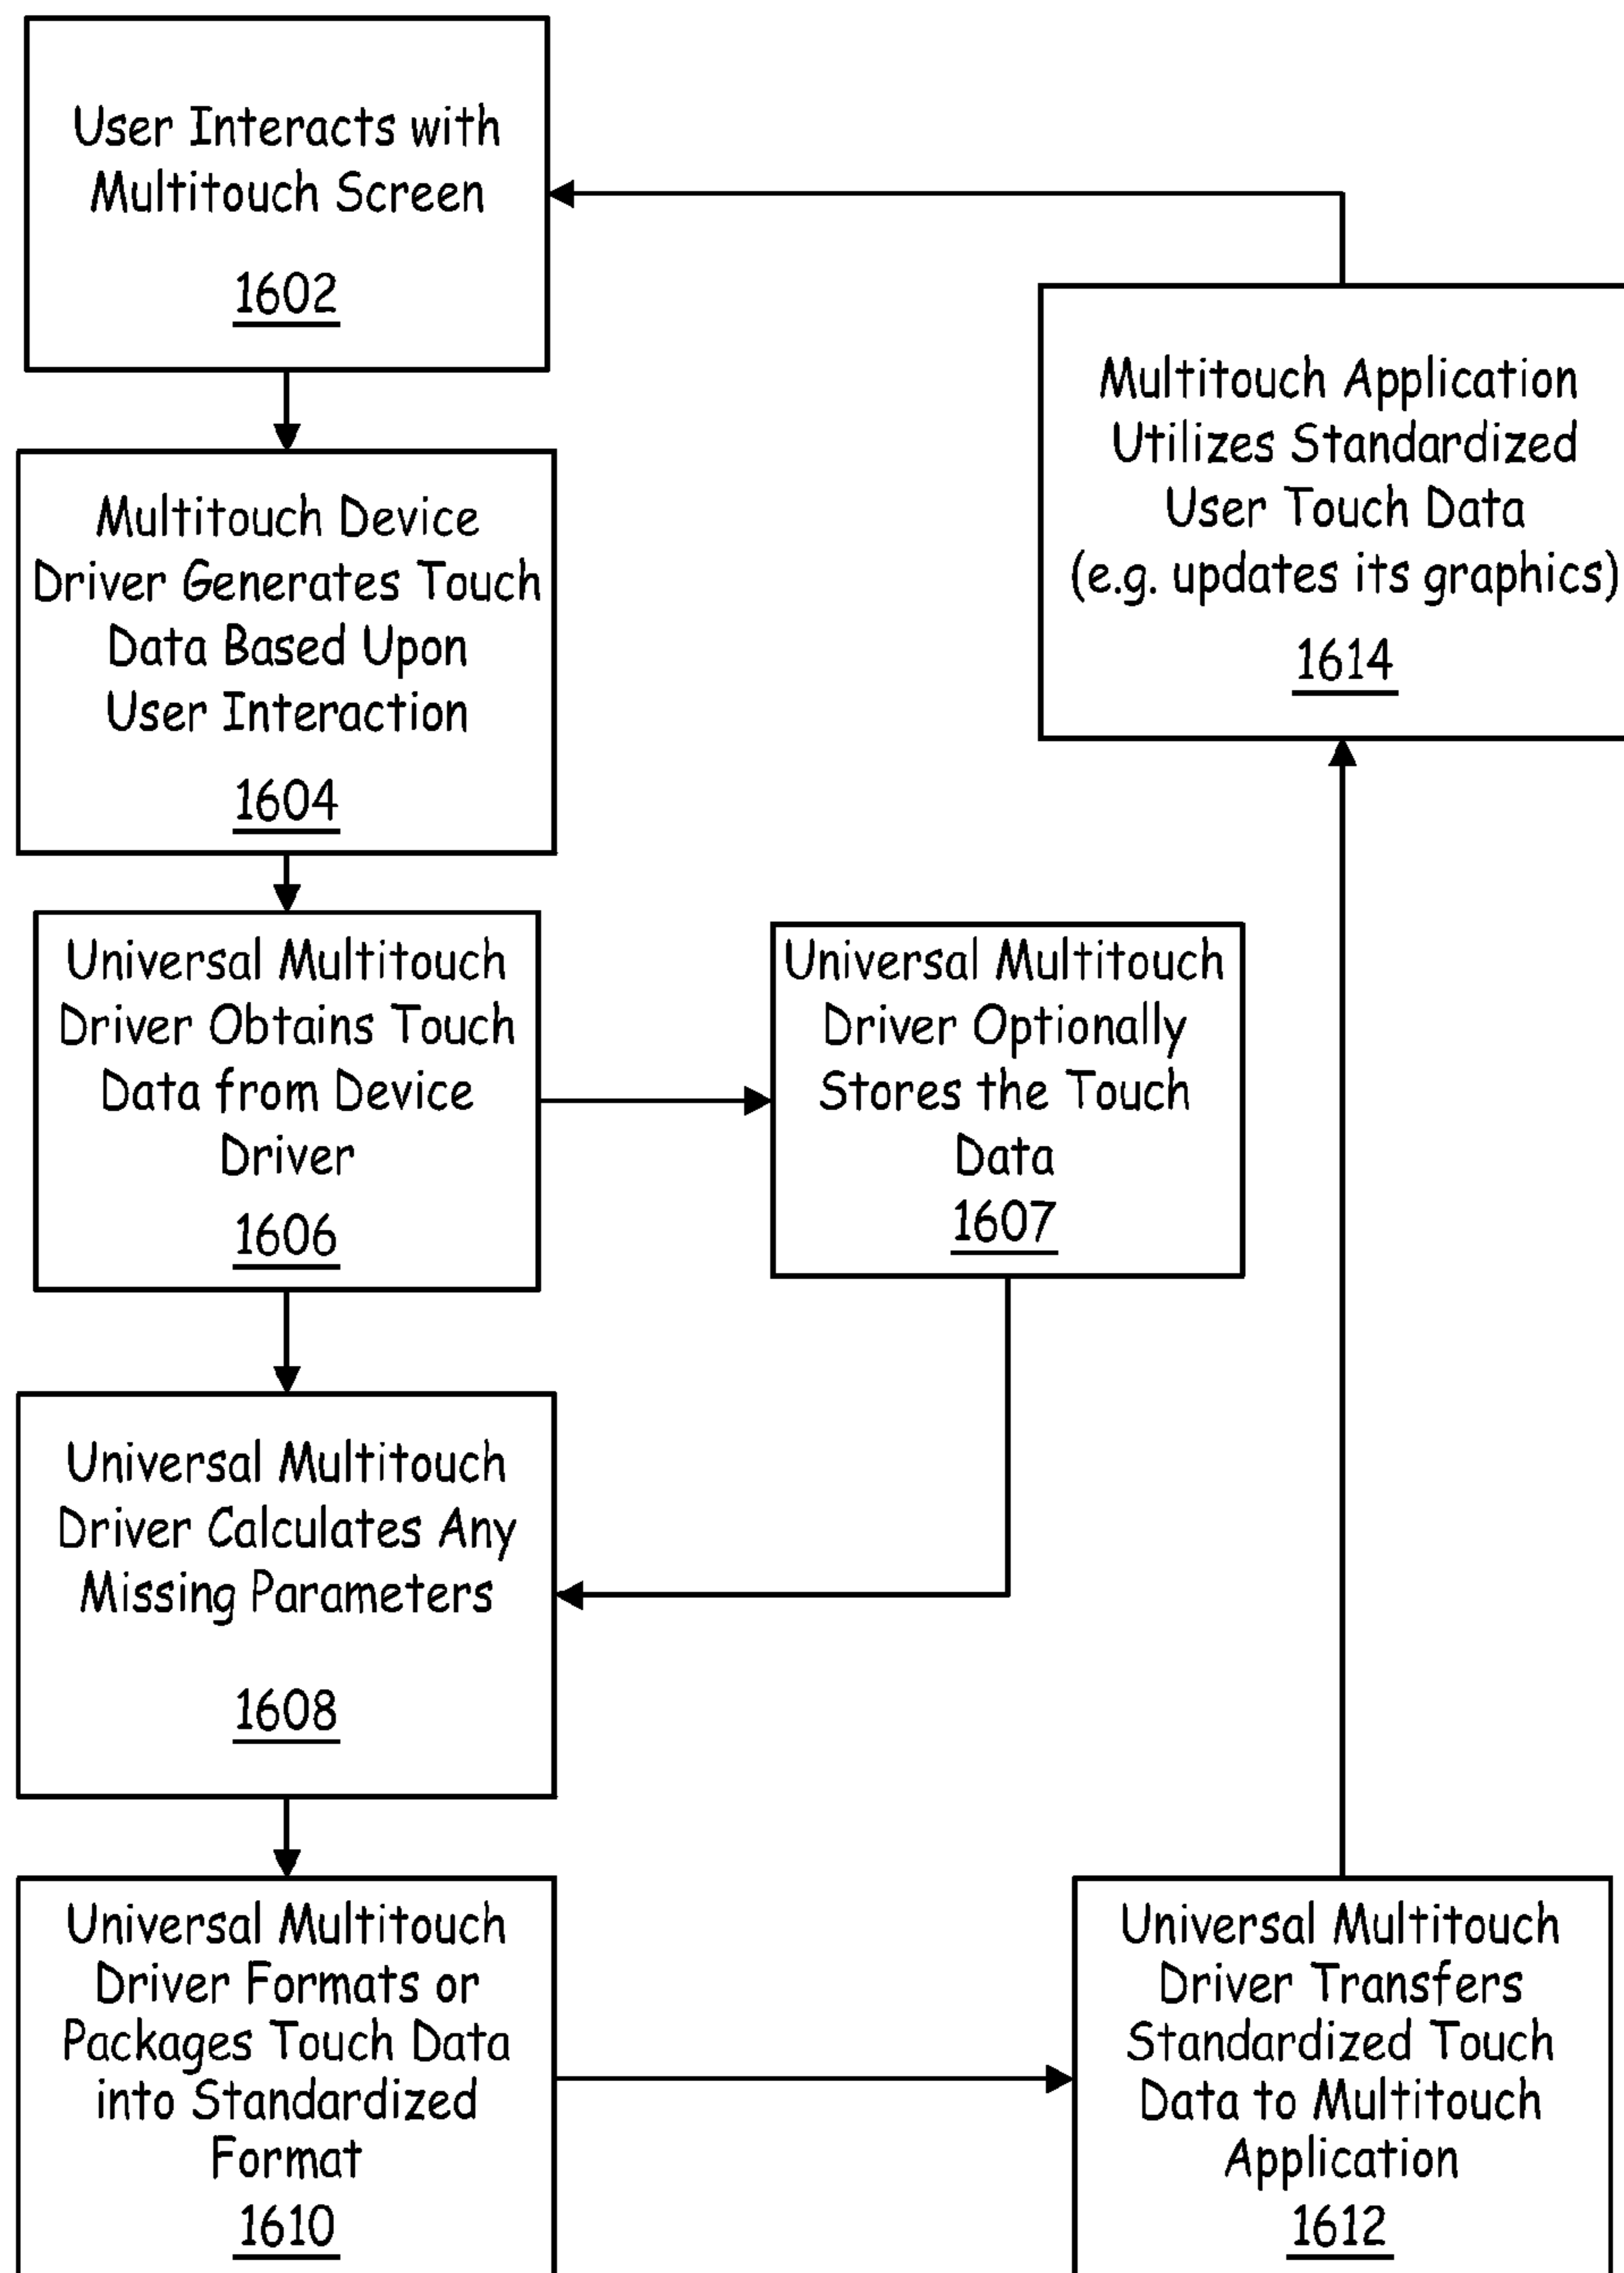 User Interacts with
Multitouch Screen
1602
Multitouch Device
Driver Generates Touch
Data Based Upon
User Interaction
1604
Universal Multitouch
Driver Obtains Touch
Data from Device
Driver
1606
Universal Multitouch
Driver Optionally
Stores the Touch
Data
1607
Universal Multitouch
Driver Calculates Any
Missing Parameters
1608
Universal Multitouch
Driver Formats or
Packages Touch Data
into Standardized
Format
1610
Universal Multitouch
Driver Transfers
Standardized Touch
Data to Multitouch
Application
1612
Multitouch Application
Utilizes Standardized
User Touch Data
(e.g. updates its graphics)
1614